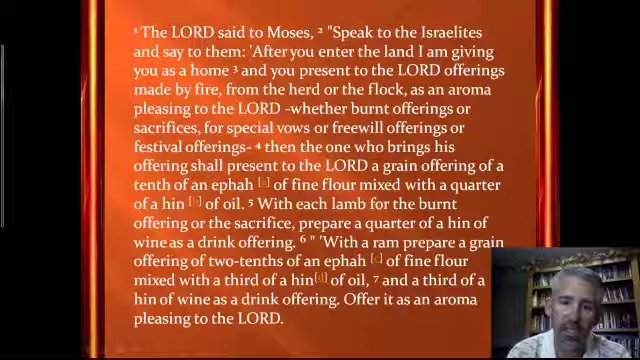 1 The LORD said to Moses, 2 "Speak to the Israelites
and say to them: 'After you enter the land I am giving
you as a home 3 and you present to the LORD offerings
made by fire, from the herd or the flock, as an aroma
pleasing to the LORD -whether burnt offerings or
sacrifices, for special vows or freewill offerings or
festival offerings- 4 then the one who brings his
offering shall present to the LORD a grain offering of a
tenth of an ephah [a] of fine flour mixed with a quarter
of a hin [b] of oil. 5 With each lamb for the burnt
offering or the sacrifice, prepare a quarter of a hin of
wine as a drink offering. 6 " 'With a ram prepare a grain
offering of two-tenths of an ephah [c] of fine flour
mixed with a third of a hin[d] of oil, 7 and a third of a
hin of wine as a drink offering. Offer it as an aroma
pleasing to the LORD.